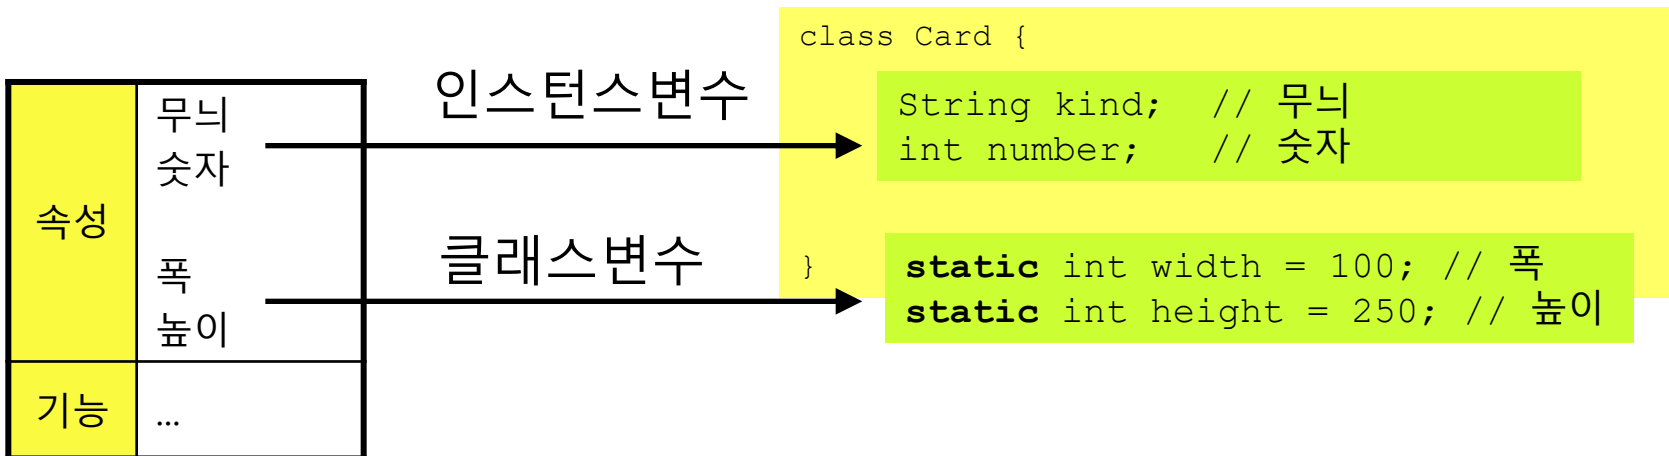 속성
무늬
숫자
폭
높이
기능
...
인스턴스변수
클래스변수
class Card {
String kind;  // 무늬
int number;   // 숫자
}
static int width = 100; // 폭
static int height = 250; // 높이